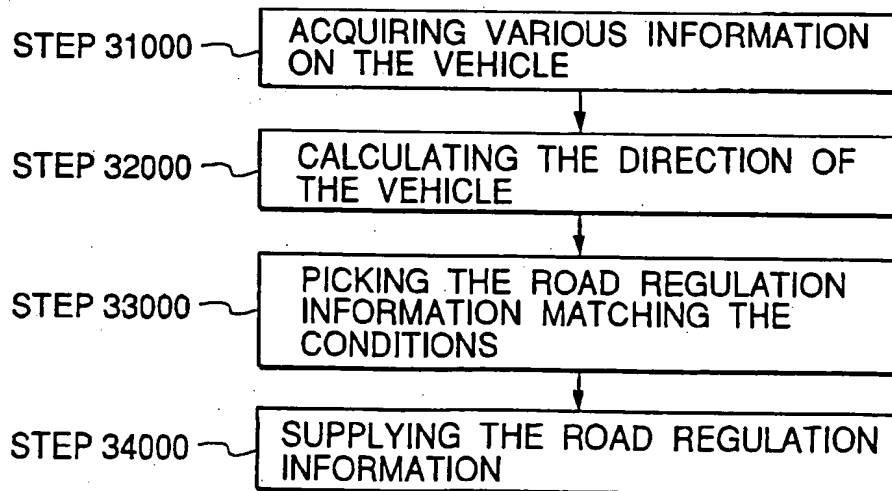 STEP 31000
ACQUIRING VARIOUS INFORMATION
ON THE VEHICLE
STEP 32000
CALCULATING THE DIRECTION OF
THE VEHICLE
STEP 33000
PICKING THE ROAD REGULATION
INFORMATION MATCHING THE
CONDITIONS
STEP 34000
SUPPLYING THE ROAD REGULATION
INFORMATION